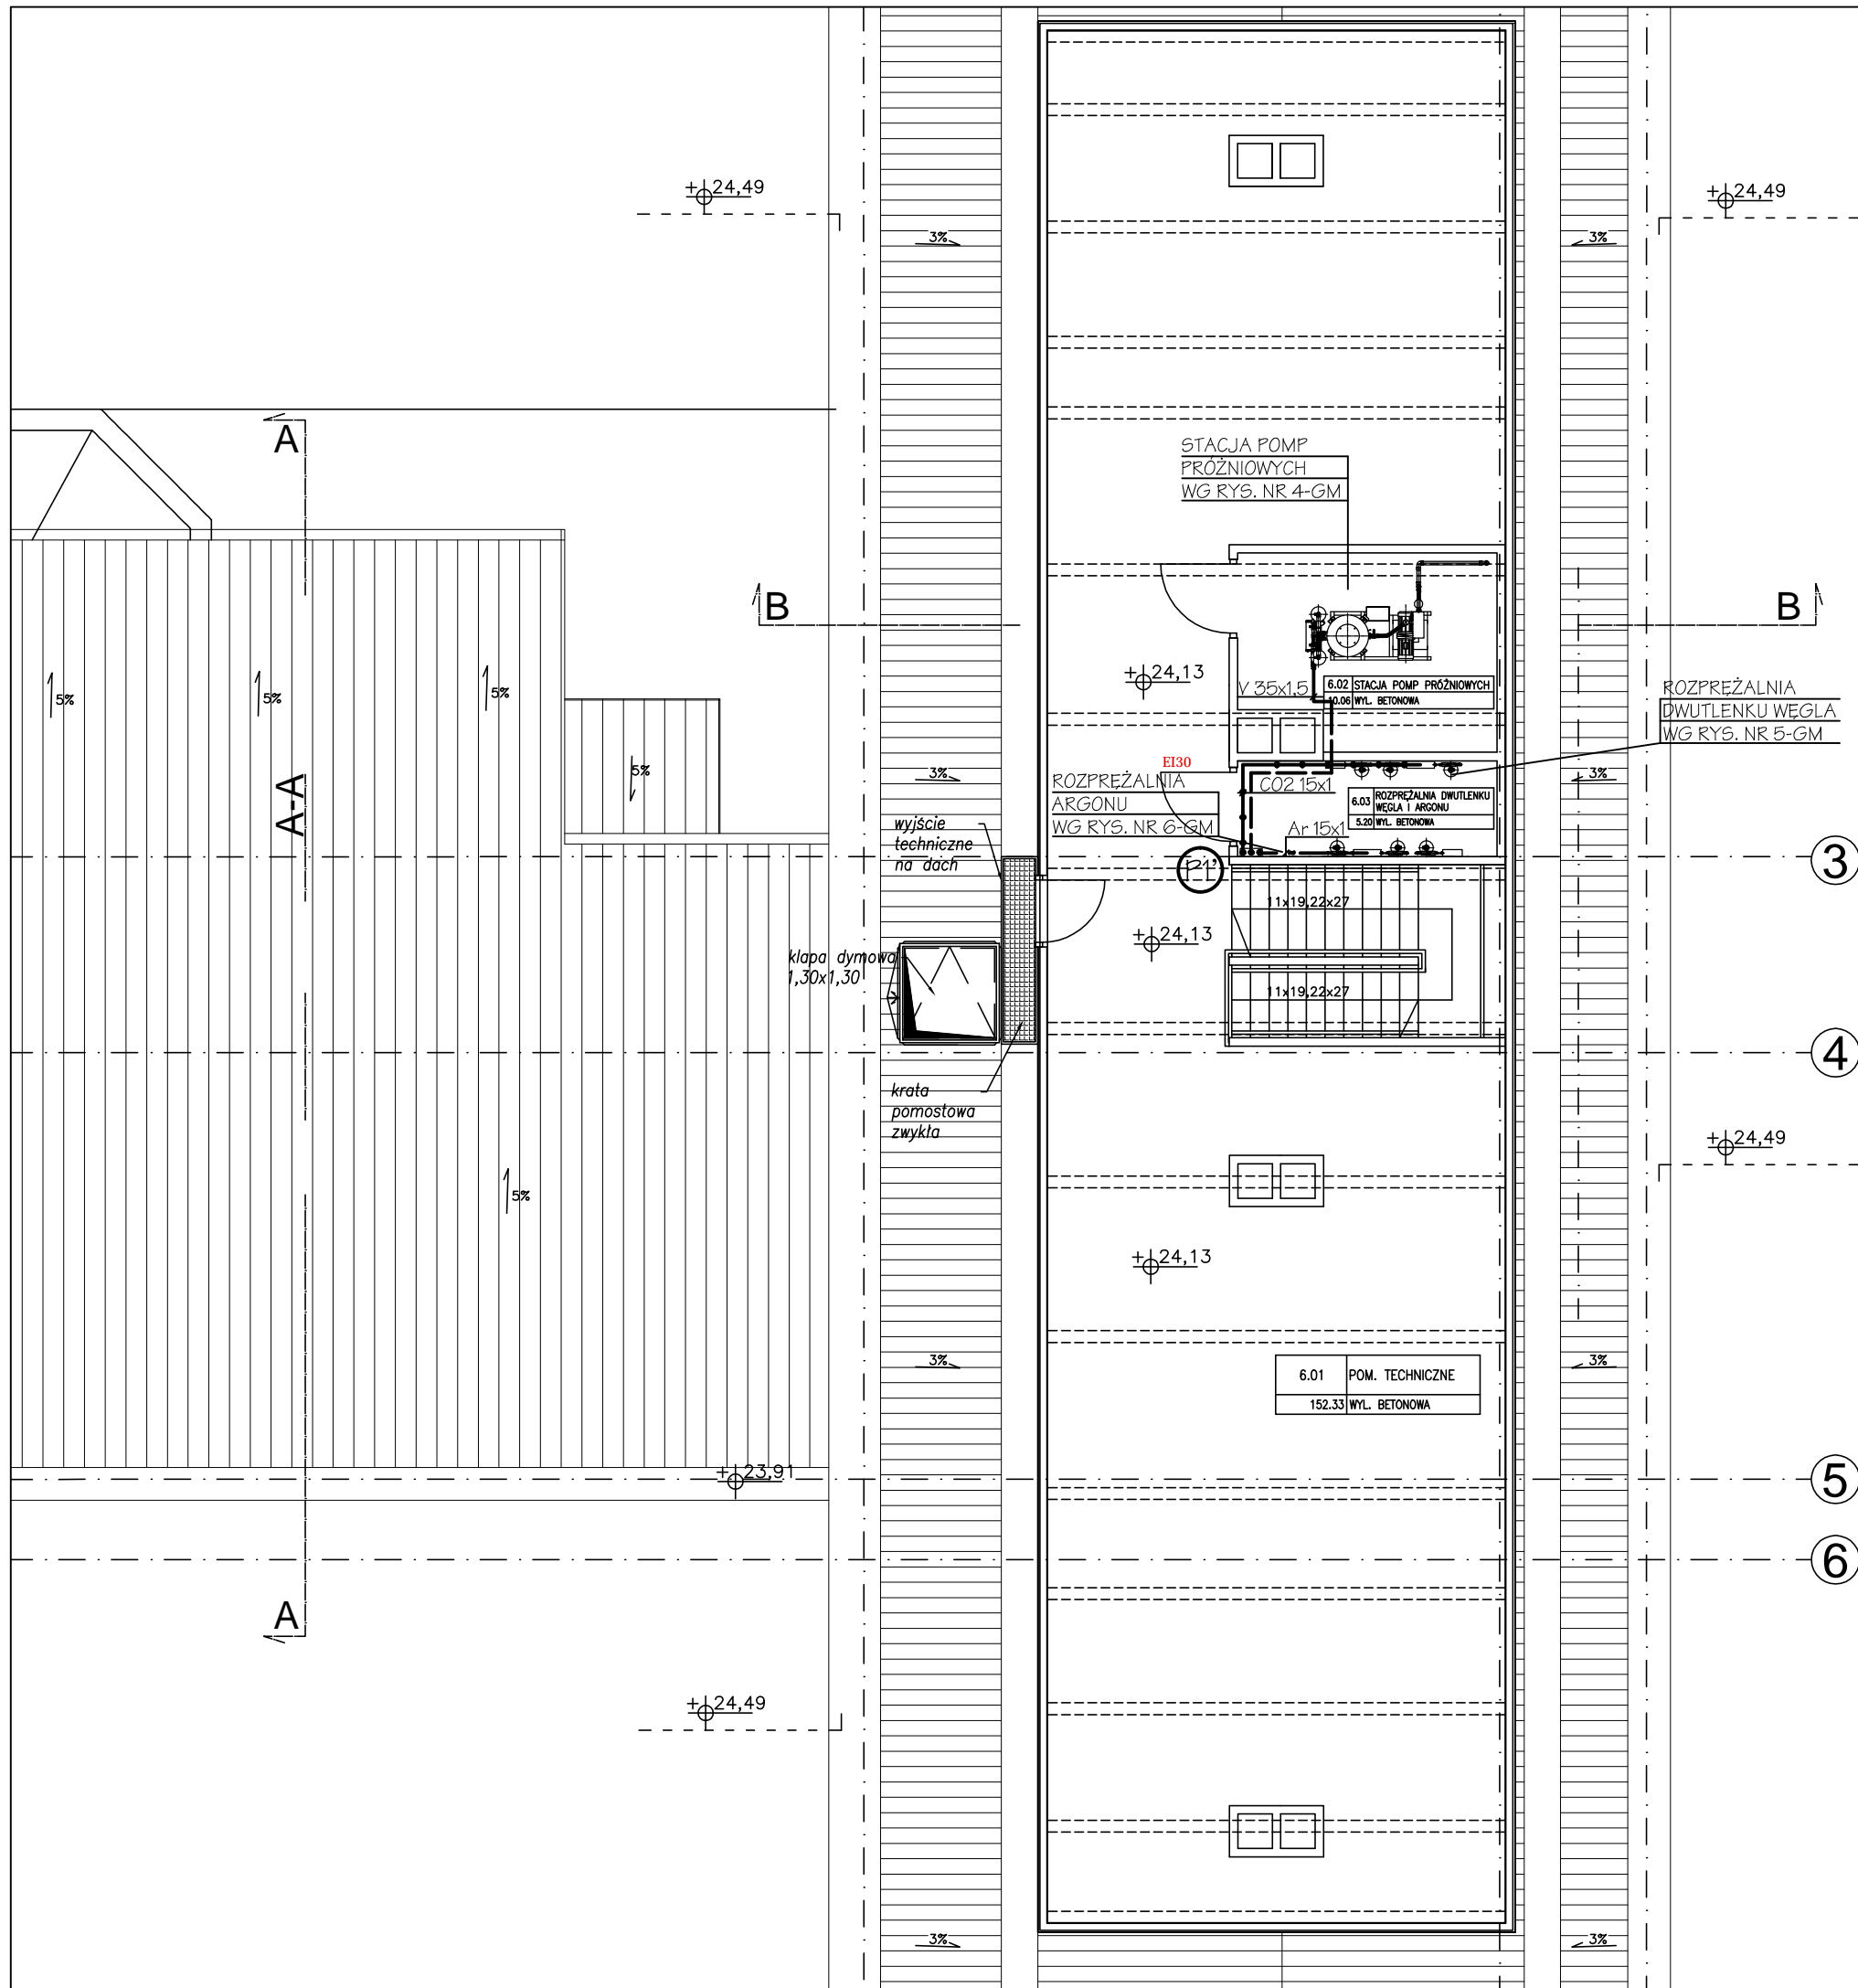 +24,49
+24,49
3%
3%
A
STACJA POMP
PRÓŻNIOWYCH
WG RYS. NR 4-GM
B
B
+24,13
V 35x1,5
6.02 STACJA POMP PRÓŻNIOWYCH
10.06 WYL. BETONOWA
ROZPRĘŻALNIA
DWUTLENKU WĘGLA
WG RYS. NR 5-GM
5%
5%
5%
5%
3%
3%
EI30
ROZPRĘŻALNIA
ARGONU
WG RYS. NR 6-GM
CO2 15x1
6.03 ROZPRĘŻALNIA DWUTLENKU
WĘGLA I ARGONU
5.20 WYL. BETONOWA
Ar 15x1
A-A
wyjście
techniczne
na dach
P1'
3
11x19,22x27
+24,13
klapa dymowa
1,30x1,30
11x19,22x27
4
krata
pomostowa
zwykła
+24,49
5%
+24,13
3%
3%
6.01 POM. TECHNICZNE
152.33 WYL. BETONOWA
+23,91
5
6
A
+24,49
3%
3%